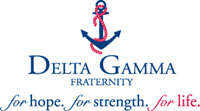 DELTA GAMMA
FRATERNITY
for hope. for strength. for life.